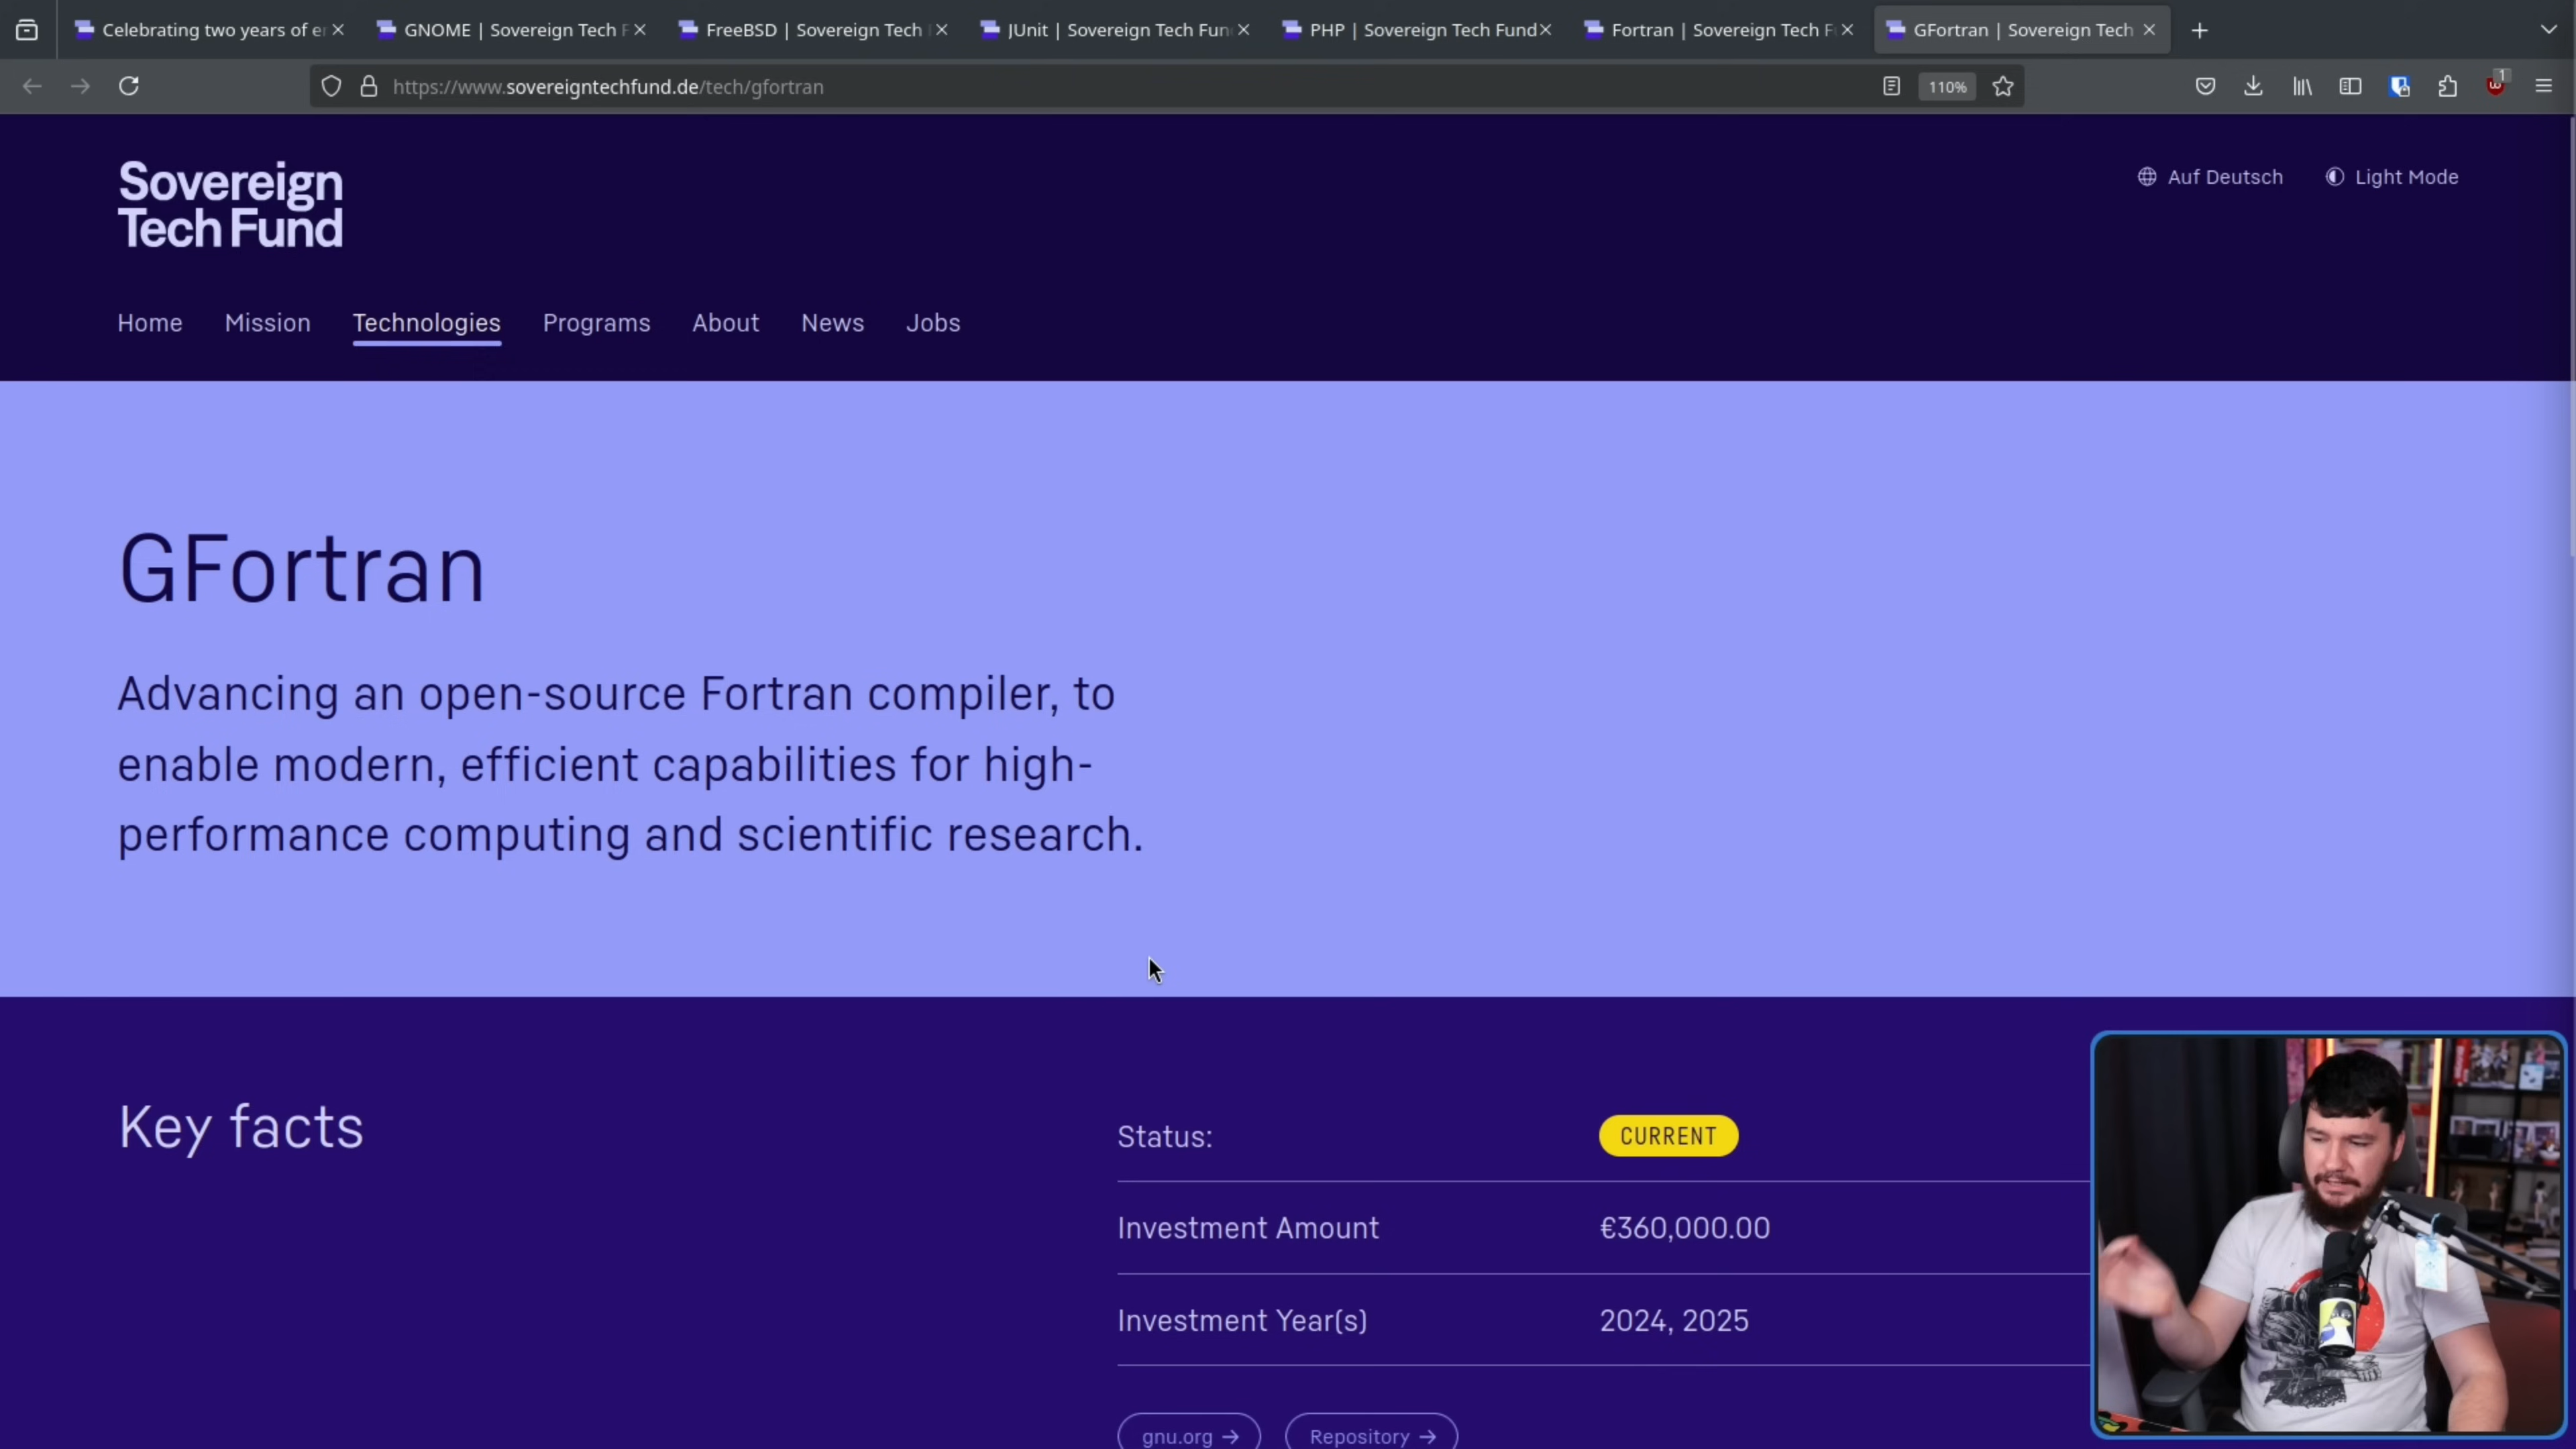 Celebrating two years of e
GNOME | Sovereign Tech F
FreeBSD | Sovereign Tech
JUnit | Sovereign Tech Fun
PHP | Sovereign Tech Fund
Fortran | Sovereign Tech F
GFortran | Sovereign Tech
https://www.sovereigntechfund.de/tech/gfortran
110%
1
Sovereign
Tech Fund
Auf Deutsch
Light Mode
Home
Mission
Technologies
Programs
About
News
Jobs
GFortran
Advancing an open-source Fortran compiler, to
enable modern, efficient capabilities for high-
performance computing and scientific research.
Key facts
Status:
CURRENT
Investment Amount
€360,000.00
Investment Year(s)
2024, 2025
gnu.org →
Repository →